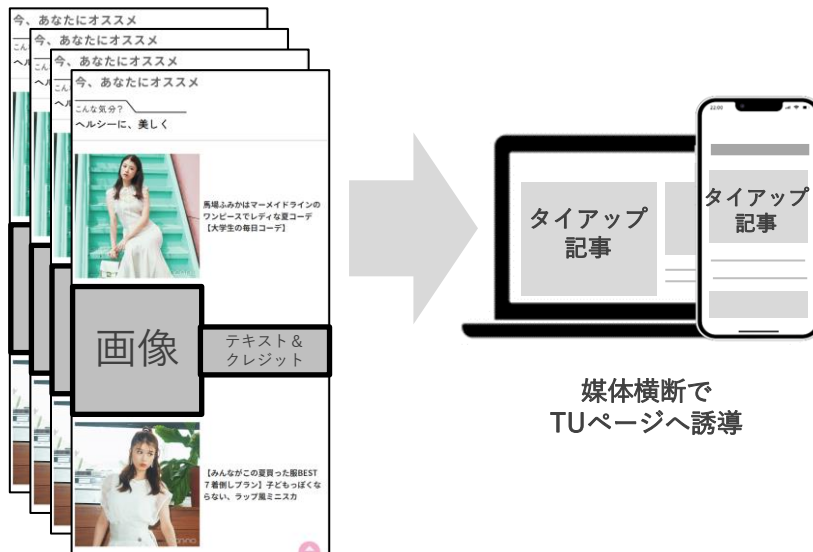 今、あなたにオススメ
今、あなたにオススメ
今、あなたにオススメ
今、あなたにオススメ
こんな気分?
ヘルシーに、美しく
馬場ふみかはマーメイドラインの
ワンピースでレディな夏コーデ
【大学生の毎日コーデ】
画像
テキスト&
クレジット
【みんながこの夏買った服BEST
7着倒しプラン】子どもっぽくな
らない、ラップ風ミニスカ
タイアップ
記事
22:00
タイアップ
記事
媒体横断で
TUページへ誘導